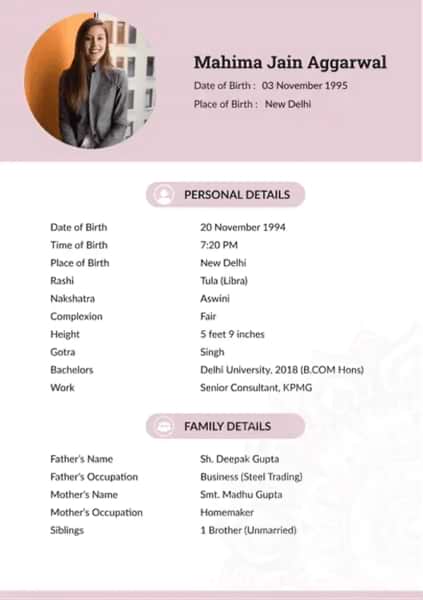 Mahima Jain Aggarwal
Date of Birth : 03 November 1995
Place of Birth : New Delhi
PERSONAL DETAILS
Date of Birth 20 November 1994
Time of Birth 7:20 PM
Place of Birth New Delhi
Rashi Tula (Libra)
Nakshatra Aswini
Complexion Fair
Height 5 feet 9 inches
Gotra Singh
Bachelors Delhi University, 2018 (B.COM Hons)
Work Senior Consultant, KPMG
FAMILY DETAILS
Father's Name Sh. Deepak Gupta
Father's Occupation Business (Steel Trading)
Mother's Name Smt. Madhu Gupta
Mother's Occupation Homemaker
Siblings 1 Brother (Unmarried)